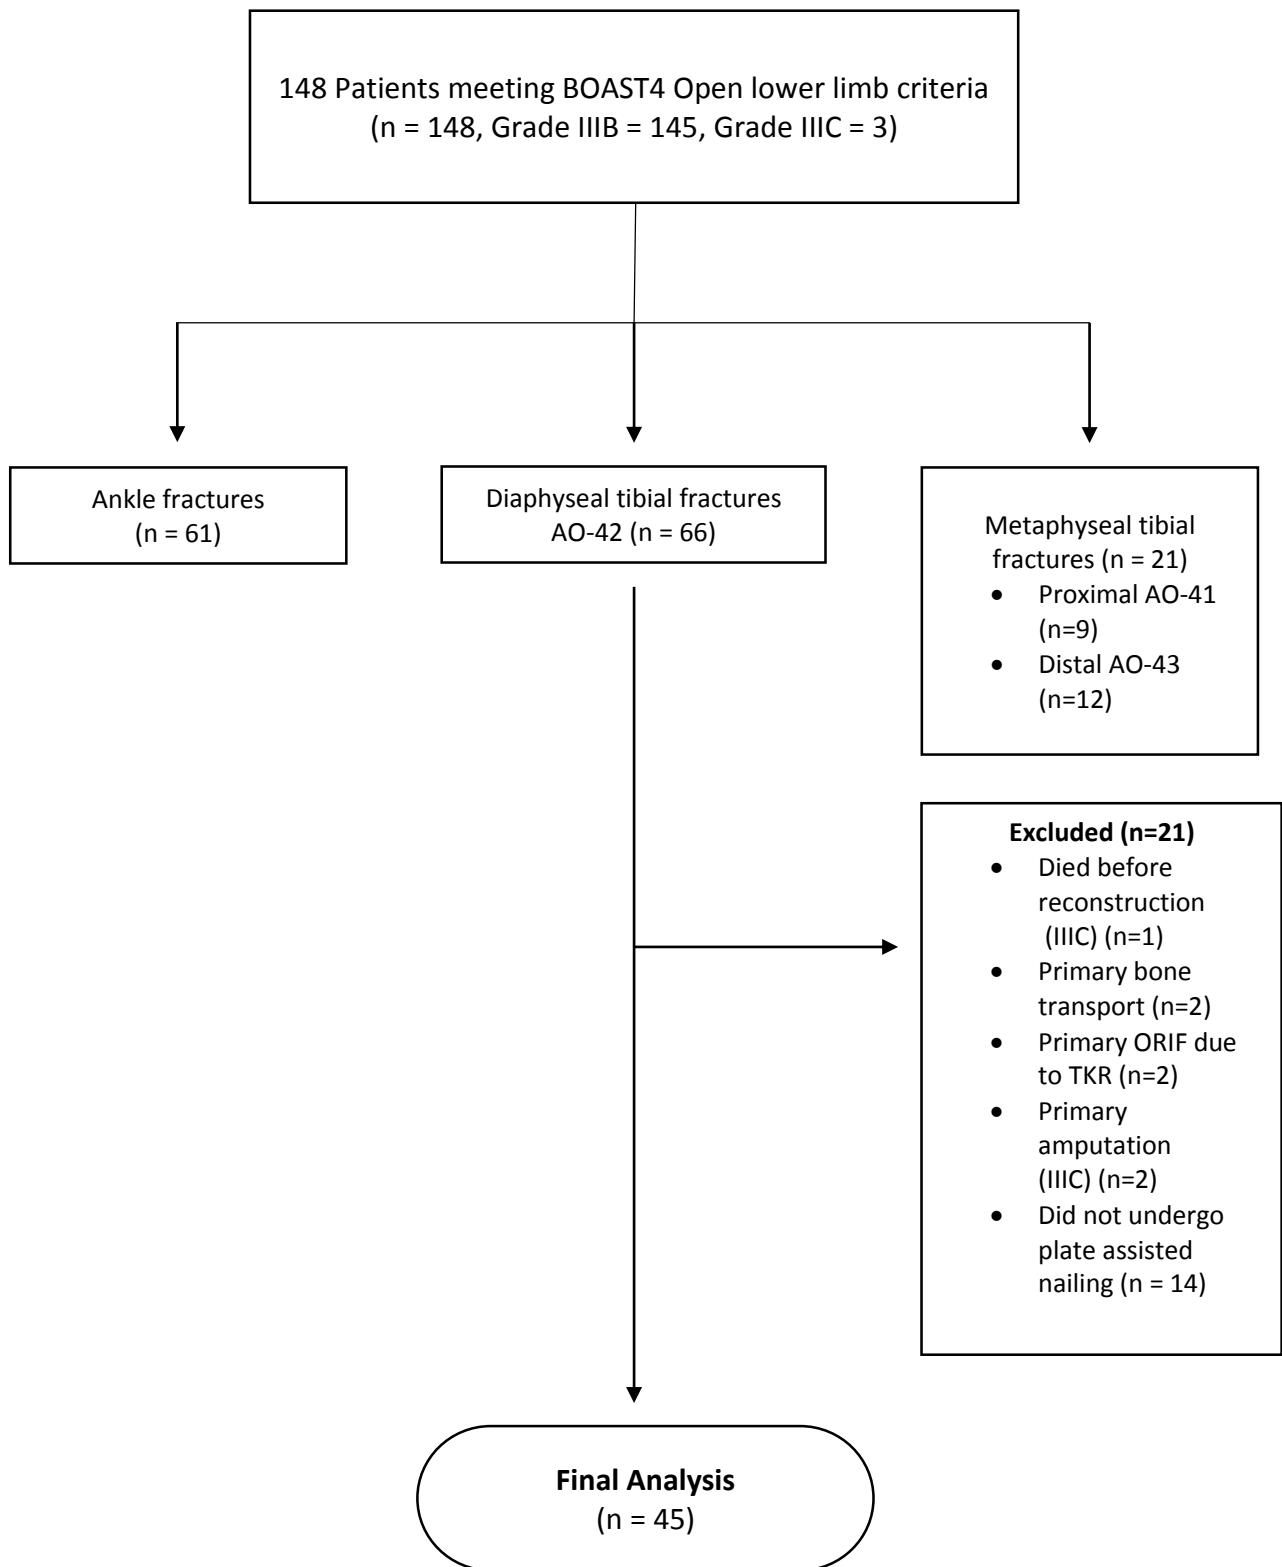 148 Patients meeting BOAST4 Open lower limb criteria
(n = 148, Grade IIIB = 145, Grade IIIC = 3)
Ankle fractures
(n = 61)
Diaphyseal tibial fractures
AO-42 (n = 66)
Metaphyseal tibial
fractures (n = 21)
• Proximal AO-41
(n=9)
• Distal AO-43
(n=12)
Excluded (n=21)
• Died before
reconstruction
(IIIC) (n=1)
• Primary bone
transport (n=2)
• Primary ORIF due
to TKR (n=2)
• Primary
amputation
(IIIC) (n=2)
• Did not undergo
plate assisted
nailing (n = 14)
Final Analysis
(n = 45)